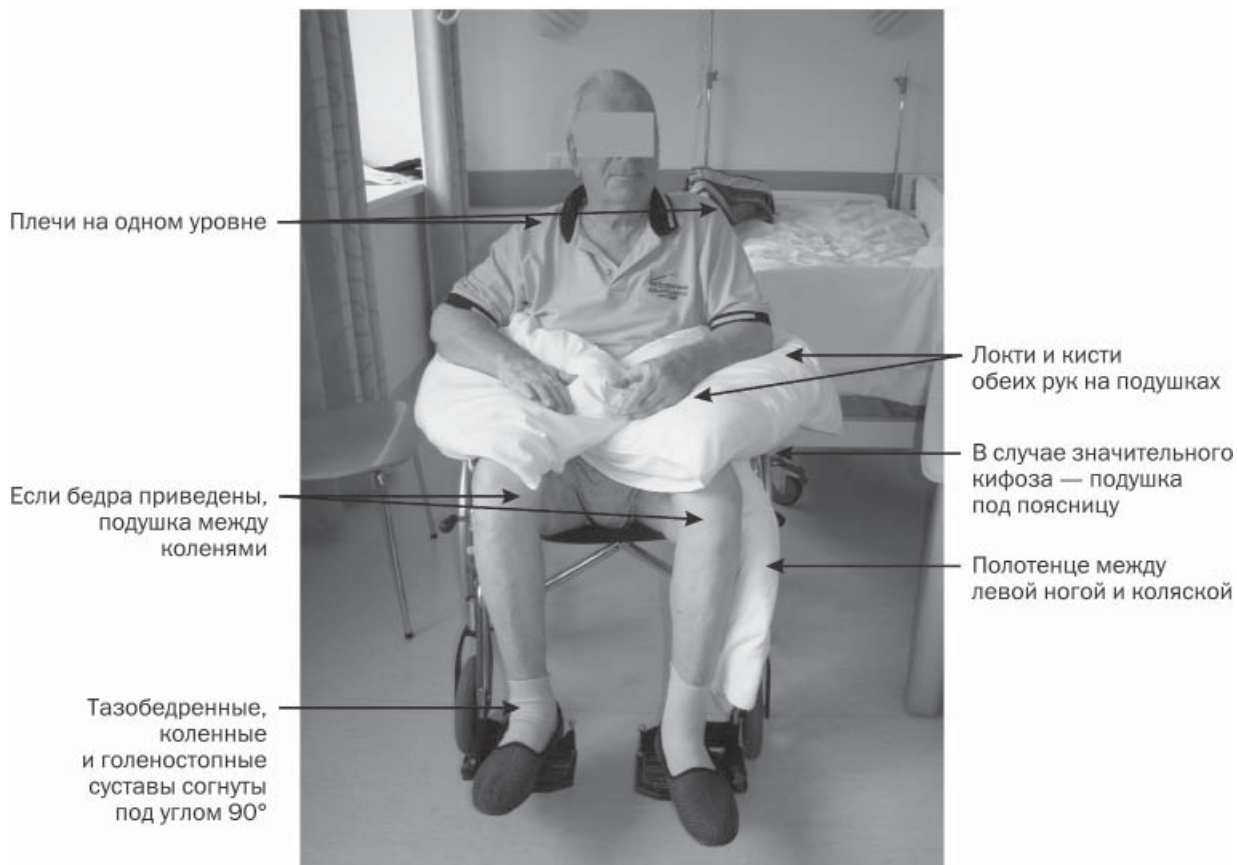 Плечи на одном уровне
Локти и кисти
обеих рук на подушках
В случае значительного
кифоза — подушка
под поясницу
Если бедра приведены,
подушка между
коленями
Полотенце между
левой ногой и коляской
Тазобедренные,
коленные
и голеностопные
суставы согнуты
под углом 90°